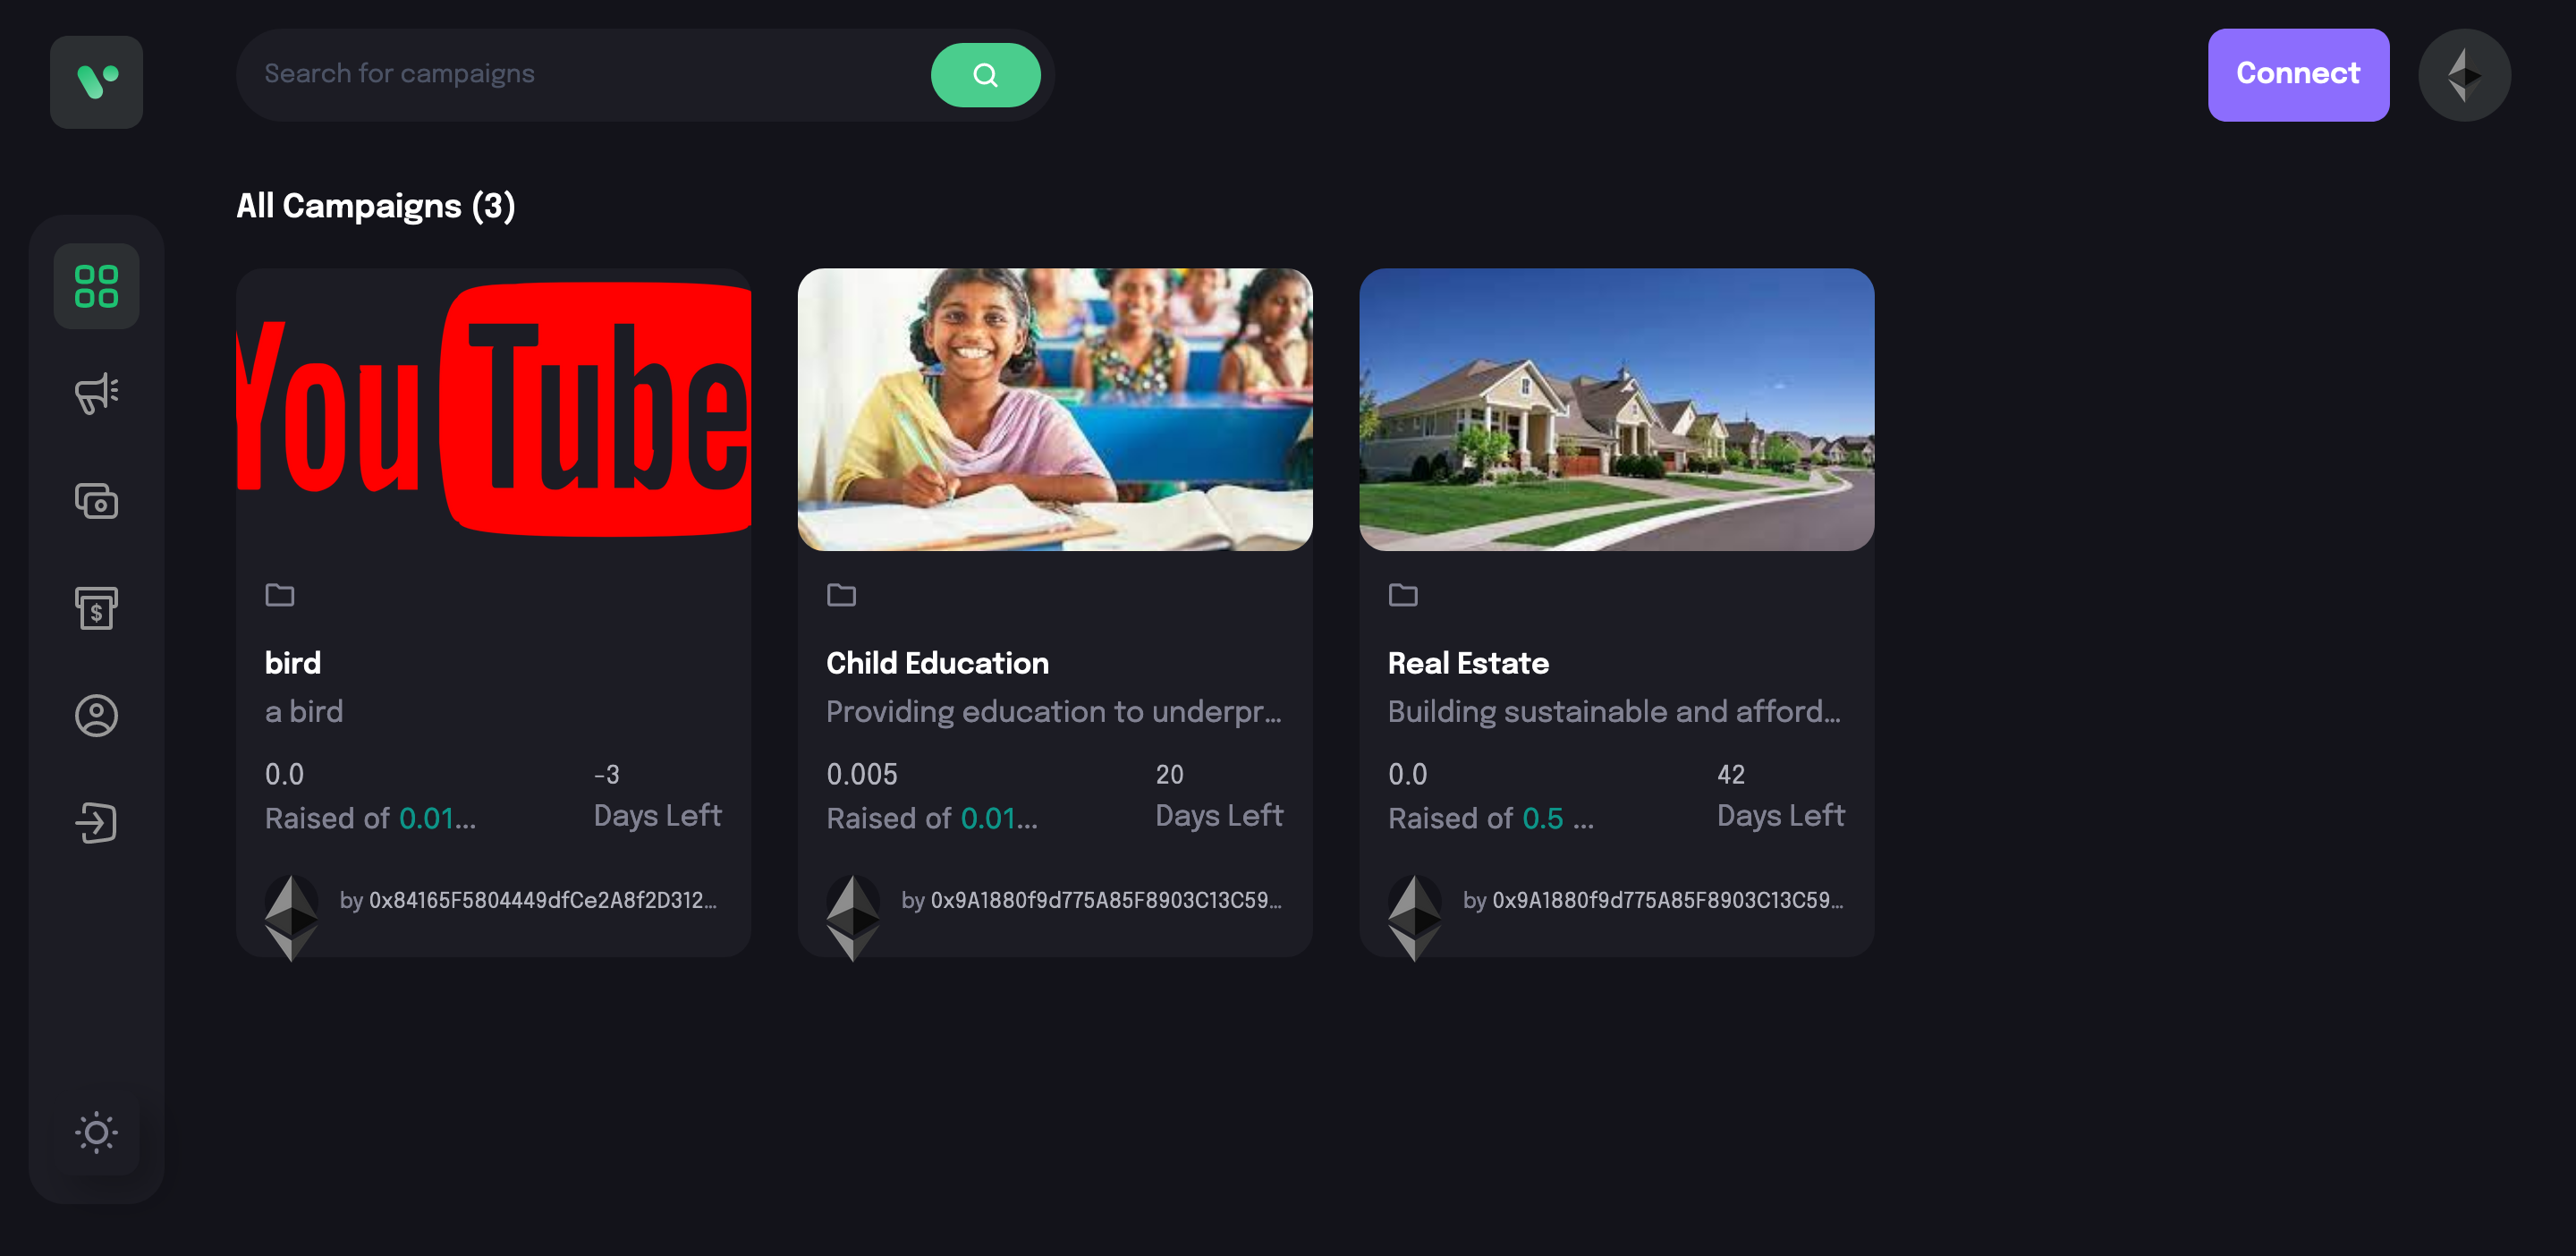 Search for campaigns
Connect
All Campaigns (3)
You Tube
bird
a bird
0.0
-3
Raised of 0.01...
Days Left
by 0x84165F5804449dfCe2A8f2D312...
Child Education
Providing education to underpr...
0.005
20
Raised of 0.01...
Days Left
by 0x9A1880f9d775A85F8903C13C59...
Real Estate
Building sustainable and afford...
0.0
42
Raised of 0.5 ...
Days Left
by 0x9A1880f9d775A85F8903C13C59...